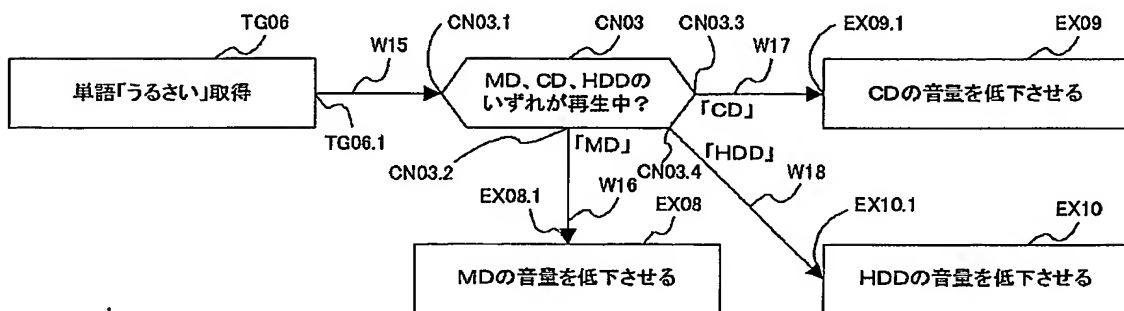 TG06
CN03.1
CN03
CN03.3
EX09.1
EX09
W15
W17
単語「うるさい」取得
MD、CD、HDDの
いずれが再生中？
CDの音量を低下させる
「CD」
TG06.1
CN03.2
「MD」
CN03.4
「HDD」
W18
EX08.1
W16
EX08
EX10.1
EX10
MDの音量を低下させる
HDDの音量を低下させる